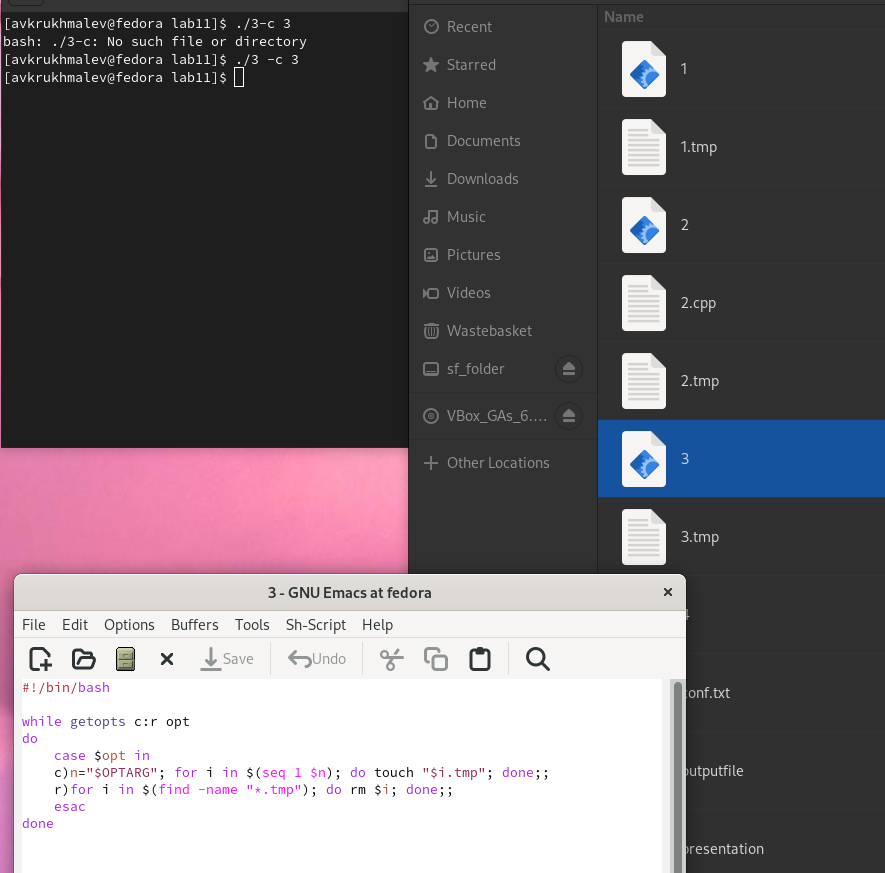 [avkrukhmalev@fedora lab11]$ ./3-c 3
bash: ./3-c: No such file or directory
[avkrukhmalev@fedora lab11]$ ./3 -c 3
[avkrukhmalev@fedora lab11]$
Recent
Starred
Home
Documents
Downloads
Music
Pictures
Videos
Wastebasket
sf_folder
VBox_GAs_6....
Other Locations
Name
1
1.tmp
2
2.cpp
2.tmp
3
3.tmp
4
conf.txt
outputfile
presentation
3 - GNU Emacs at fedora
File Edit Options Buffers Tools Sh-Script Help
Save Undo
#!/bin/bash
while getopts c:r opt
do
case $opt in
c)n="$OPTARG"; for i in $(seq 1 $n); do touch "$i.tmp"; done;;
r)for i in $(find -name "*.tmp"); do rm $i; done;;
esac
done